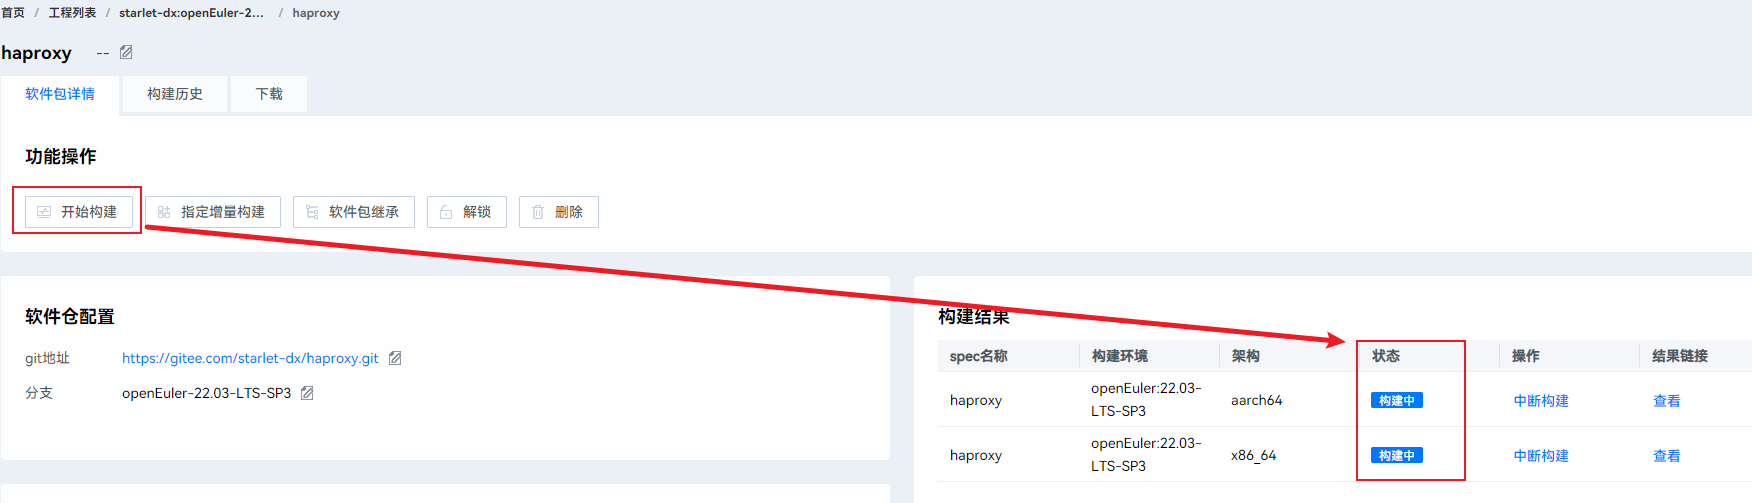 首页 / 工程列表 / starlet-dx:openEuler-2... / haproxy
haproxy --
软件包详情 构建历史 下载
功能操作
开始构建 指定增量构建 软件包继承 解锁 删除
软件仓配置
git地址 https://gitee.com/starlet-dx/haproxy.git
分支 openEuler-22.03-LTS-SP3
构建结果
spec名称 构建环境 架构 状态 操作 结果链接
haproxy openEuler:22.03-LTS-SP3 aarch64 构建中 中断构建 查看
haproxy openEuler:22.03-LTS-SP3 x86_64 构建中 中断构建 查看